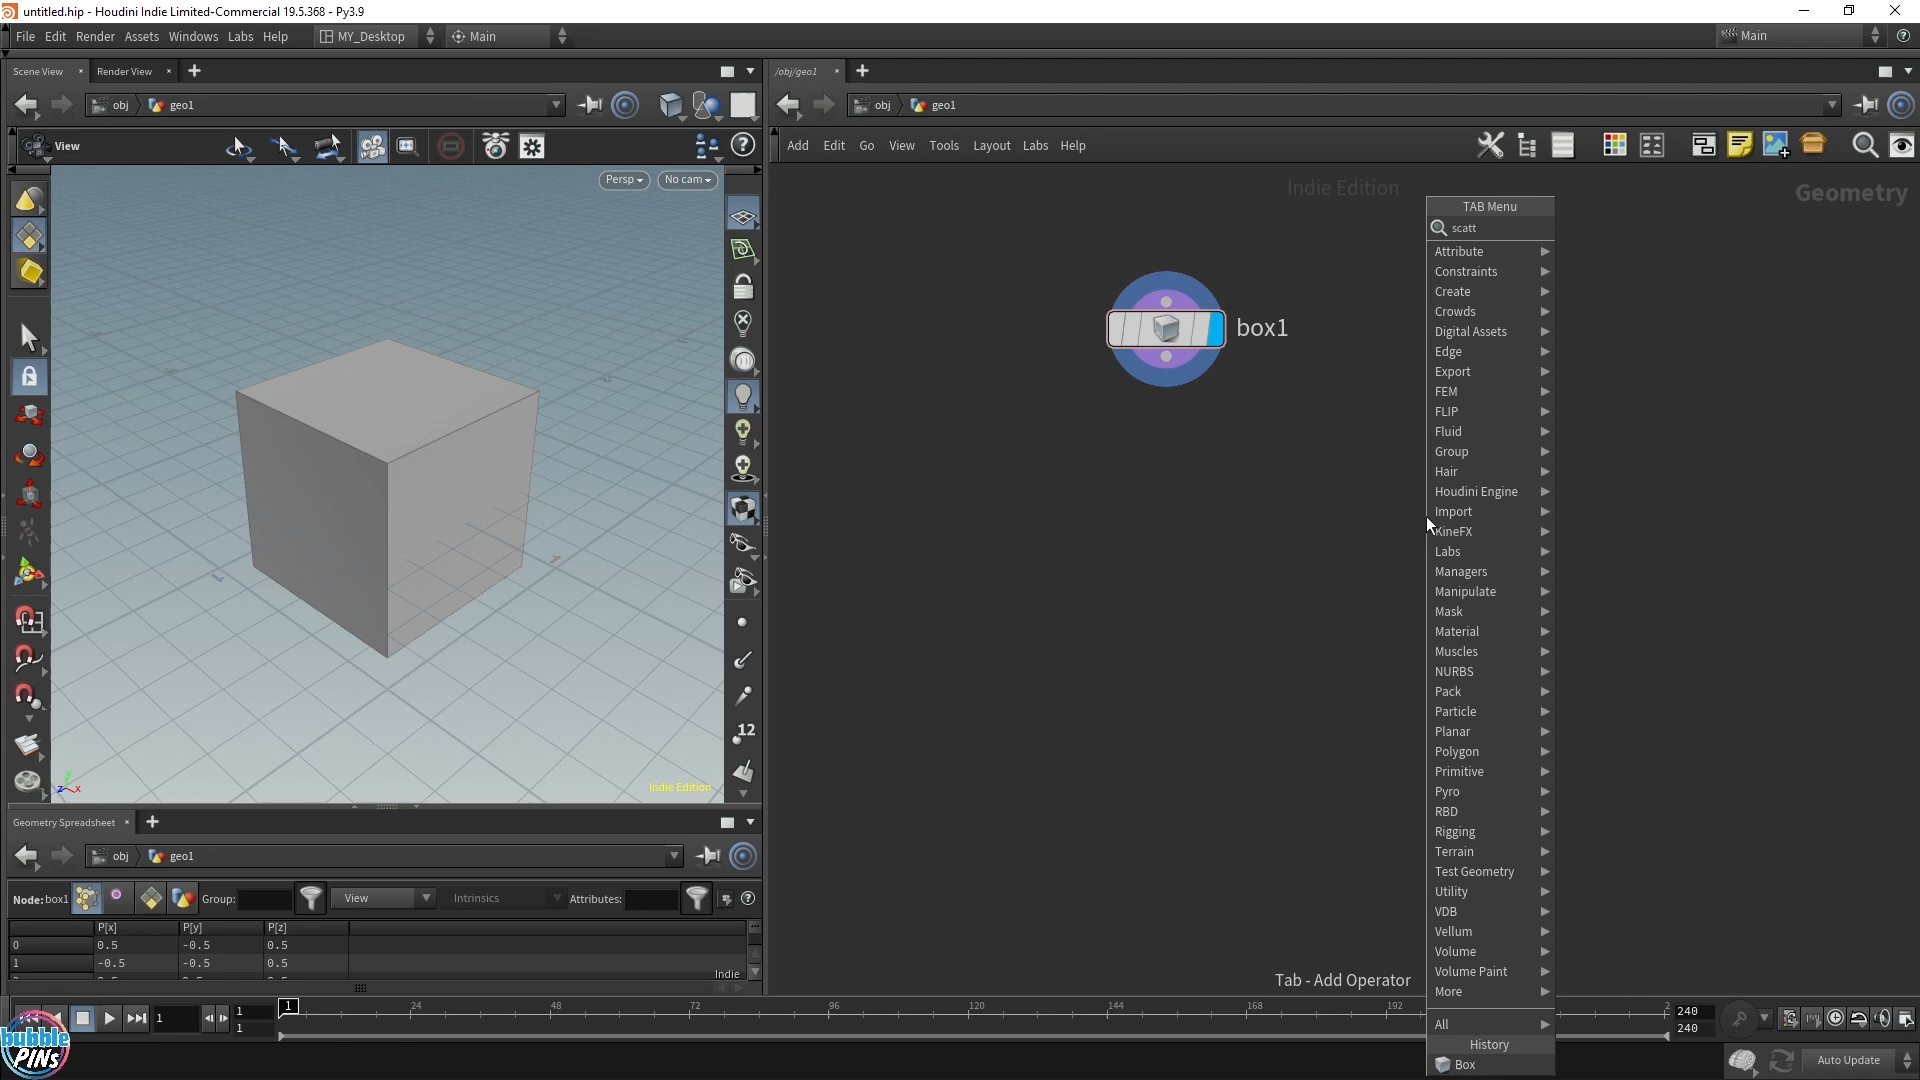 untitled.hip - Houdini Indie Limited-Commercial 19.5.368 - Py3.9
File Edit Render Assets Windows Labs Help MY_Desktop Main Main
Scene View Render View
obj geo1
View
Persp No cam
12
Indie Edition
/obj/geo1
obj geo1
Add Edit Go View Tools Layout Labs Help
Indie Edition
Geometry
box1
TAB Menu
scatt
Attribute
Constraints
Create
Crowds
Digital Assets
Edge
Export
FEM
FLIP
Fluid
Group
Hair
Houdini Engine
Import
KineFX
Labs
Managers
Manipulate
Mask
Material
Muscles
NURBS
Pack
Particle
Planar
Polygon
Primitive
Pyro
RBD
Rigging
Terrain
Test Geometry
Utility
VDB
Vellum
Volume
Volume Paint
More
All
History
Box
Tab - Add Operator
Geometry Spreadsheet
obj geo1
Node: box1 Group: View Intrinsics Attributes:
P[x] P[y] P[z]
0 0.5 -0.5 0.5
1 -0.5 -0.5 0.5
Indie
1 1 1 1 24 48 72 96 120 144 168 192 2 240 240
Auto Update
bubble
PiNs
z x